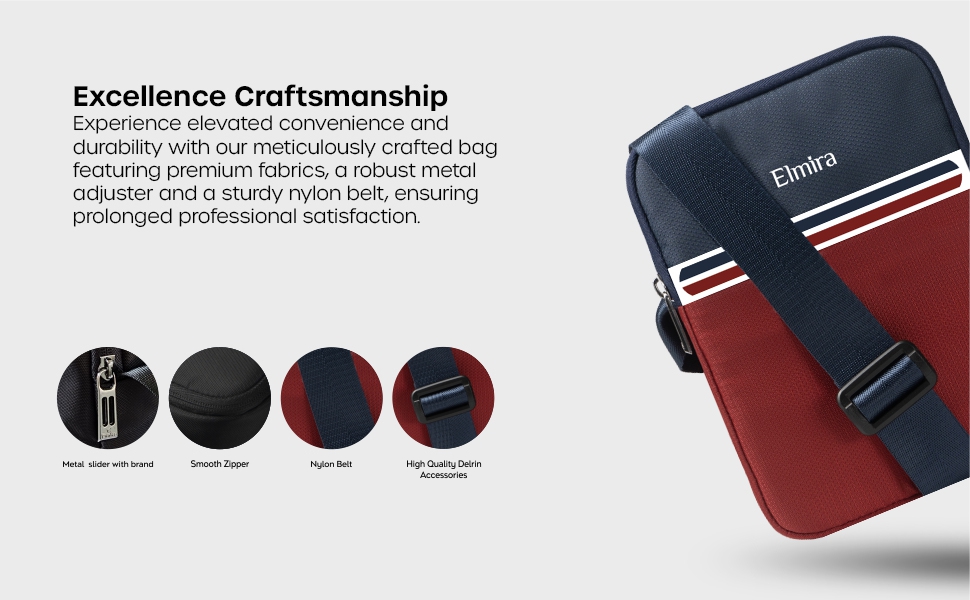 Excellence Craftsmanship
Experience elevated convenience and
durability with our meticulously crafted bag
featuring premium fabrics, a robust metal
adjuster and a sturdy nylon belt, ensuring
prolonged professional satisfaction.
Elmira
Metal slider with brand
Smooth Zipper
Nylon Belt
High Quality Delrin
Accessories